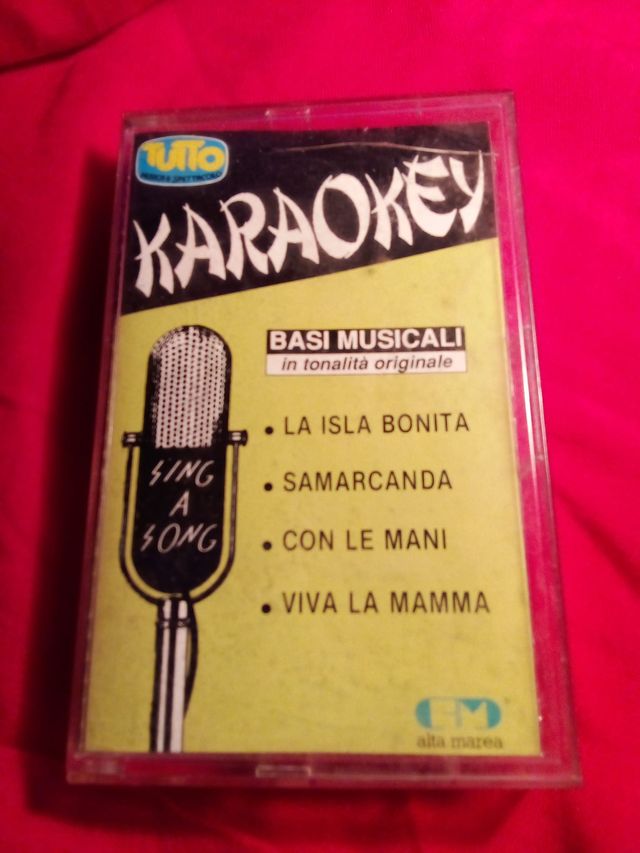 TUTTO
MUSICA E SPETTACOLO
KARAOKEY
BASI MUSICALI
in tonalità originale
SING
A
SONG
• LA ISLA BONITA
• SAMARCANDA
• CON LE MANI
• VIVA LA MAMMA
AM
alta marea